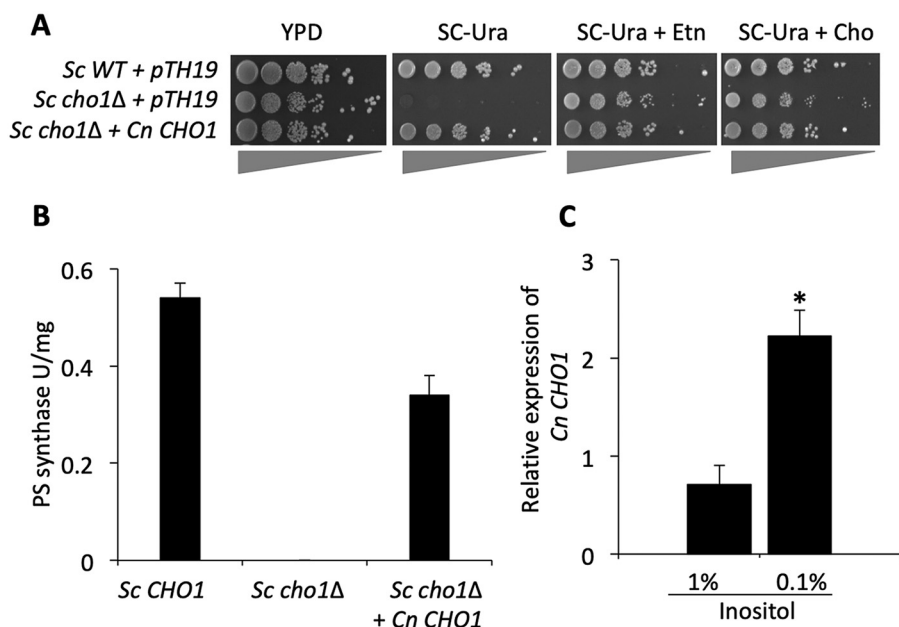 A
YPD SC-Ura SC-Ura + Etn SC-Ura + Cho
Sc WT + pTH19
Sc cho1Δ + pTH19
Sc cho1Δ + Cn CHO1
B
PS synthase U/mg
0.6
0.4
0.2
0
Sc CHO1 Sc cho1Δ Sc cho1Δ
+ Cn CHO1
C
Relative expression of
Cn CHO1
3
2
1
0
*
1% 0.1%
Inositol